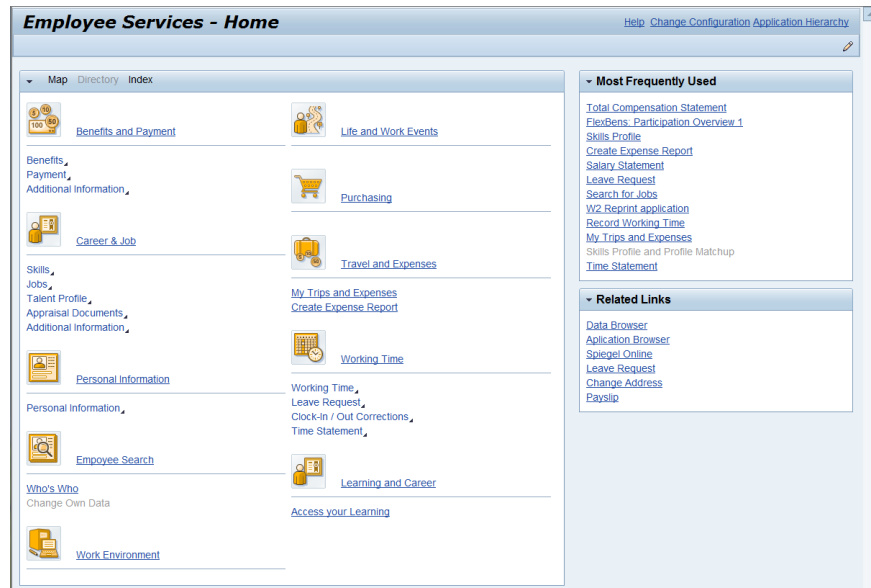 Employee Services - Home
Help Change Configuration Application Hierarchy
Map Directory Index
Benefits and Payment
Benefits
Payment
Additional Information
Career & Job
Skills
Jobs
Talent Profile
Appraisal Documents
Additional Information
Personal Information
Personal Information
Empoyee Search
Who's Who
Change Own Data
Work Environment
Life and Work Events
Purchasing
Travel and Expenses
My Trips and Expenses
Create Expense Report
Working Time
Working Time
Leave Request
Clock-In / Out Corrections
Time Statement
Learning and Career
Access your Learning
Most Frequently Used
Total Compensation Statement
FlexBens: Participation Overview 1
Skills Profile
Create Expense Report
Salary Statement
Leave Request
Search for Jobs
W2 Reprint application
Record Working Time
My Trips and Expenses
Skills Profile and Profile Matchup
Time Statement
Related Links
Data Browser
Aplication Browser
Spiegel Online
Leave Request
Change Address
Payslip